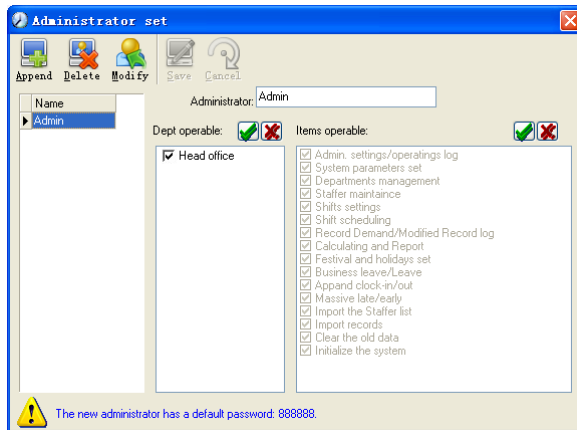 Administrator set
Append Delete Modify Save Cancel
Name
Admin
Administrator: Admin
Dept operable:
Items operable:
Head office
Admin. settings/operatings log
System parameters set
Departments management
Staffer maintaince
Shifts settings
Shift scheduling
Record Demand/Modified Record log
Calculating and Report
Festival and holidays set
Business leave/Leave
Appand clock-in/out
Massive late/early
Import the Staffer list
Import records
Clear the old data
Initialize the system
The new administrator has a default password: 888888.